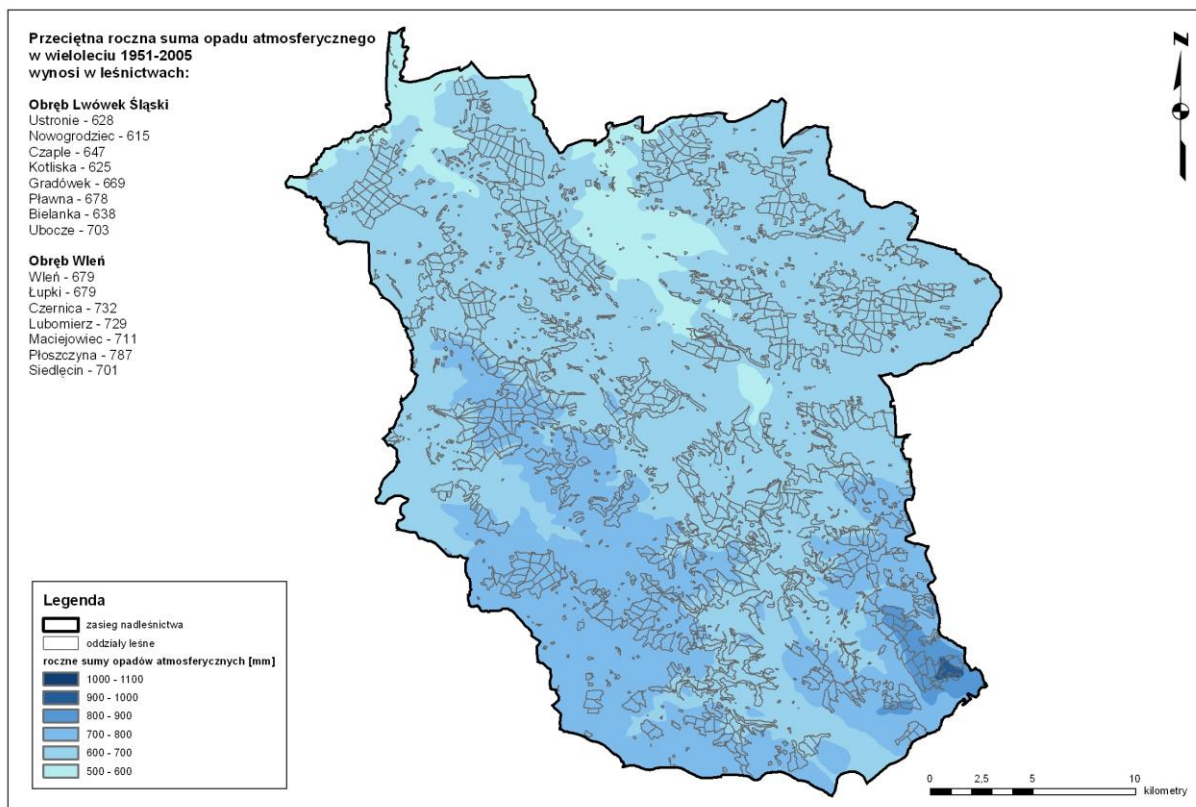 Przeciętna roczna suma opadu atmosferycznego
w wieloleciu 1951-2005
wynosi w leśnictwach:
Obręb Lwówek Śląski
Ustronie - 628
Nowogrodziec - 615
Czaple - 647
Kotliska - 625
Gradówek - 669
Pławna - 678
Bielanka - 638
Ubocze - 703
Obręb Wleń
Wleń - 679
Łupki - 679
Czernica - 732
Lubomierz - 729
Maciejowiec - 711
Płoszczyna - 787
Siedlęcin - 701
N
Legenda
zasięg nadleśnictwa
oddziały leśne
roczne sumy opadów atmosferycznych [mm]
1000 - 1100
900 - 1000
800 - 900
700 - 800
600 - 700
500 - 600
0 2,5 5 10
kilometry